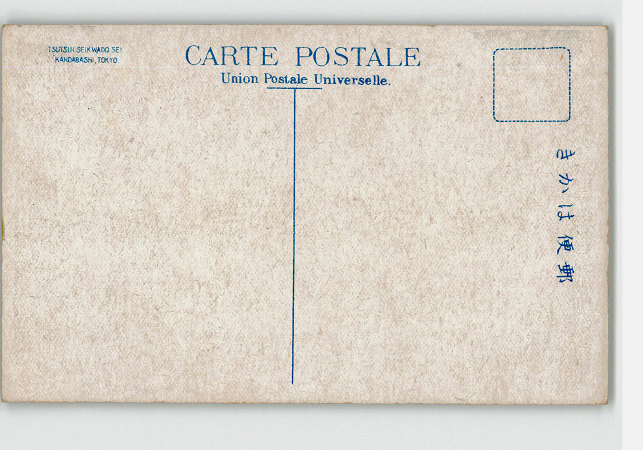 TSUTSUI SEIKWADO SEI
KANDABASHI, TOKYO
CARTE POSTALE
Union Postale Universelle.
きかは便郵